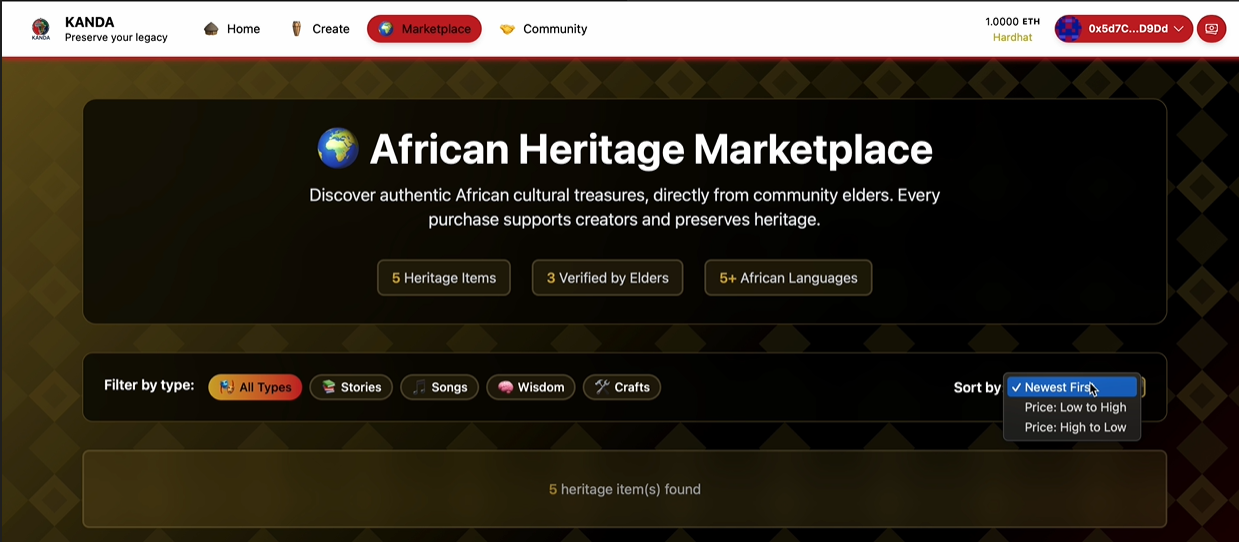 KANDA
Preserve your legacy
KANDA
Home
Create
Marketplace
Community
1.0000 ETH
Hardhat
0x5d7C...D9Dd
African Heritage Marketplace
Discover authentic African cultural treasures, directly from community elders. Every
purchase supports creators and preserves heritage.
5 Heritage Items
3 Verified by Elders
5+ African Languages
Filter by type:
All Types
Stories
Songs
Wisdom
Crafts
Sort by
✓ Newest First
Price: Low to High
Price: High to Low
5 heritage item(s) found